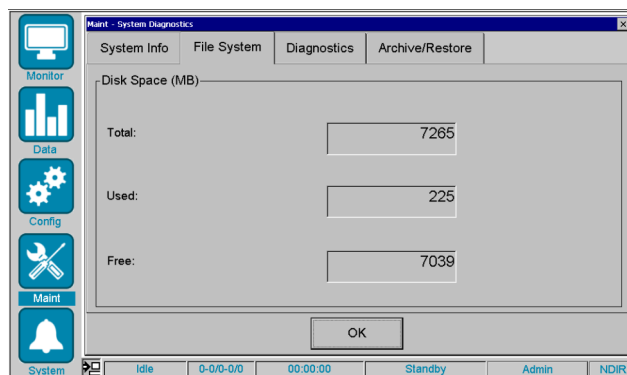 Maint - System Diagnostics
System Info File System Diagnostics Archive/Restore
Monitor
Disk Space (MB)
Total: 7265
Data
Used: 225
Config
Free: 7039
Maint
OK
System
Idle 0-0/0-0/0 00:00:00 Standby Admin NDIR